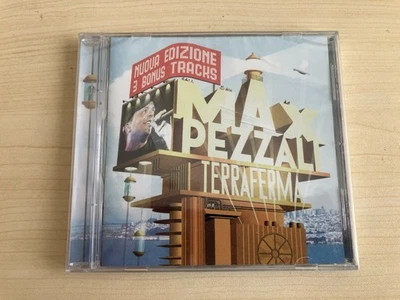 NUOVA EDIZIONE
3 BONUS TRACKS
MAX
PEZZALI
TERRAFERMA